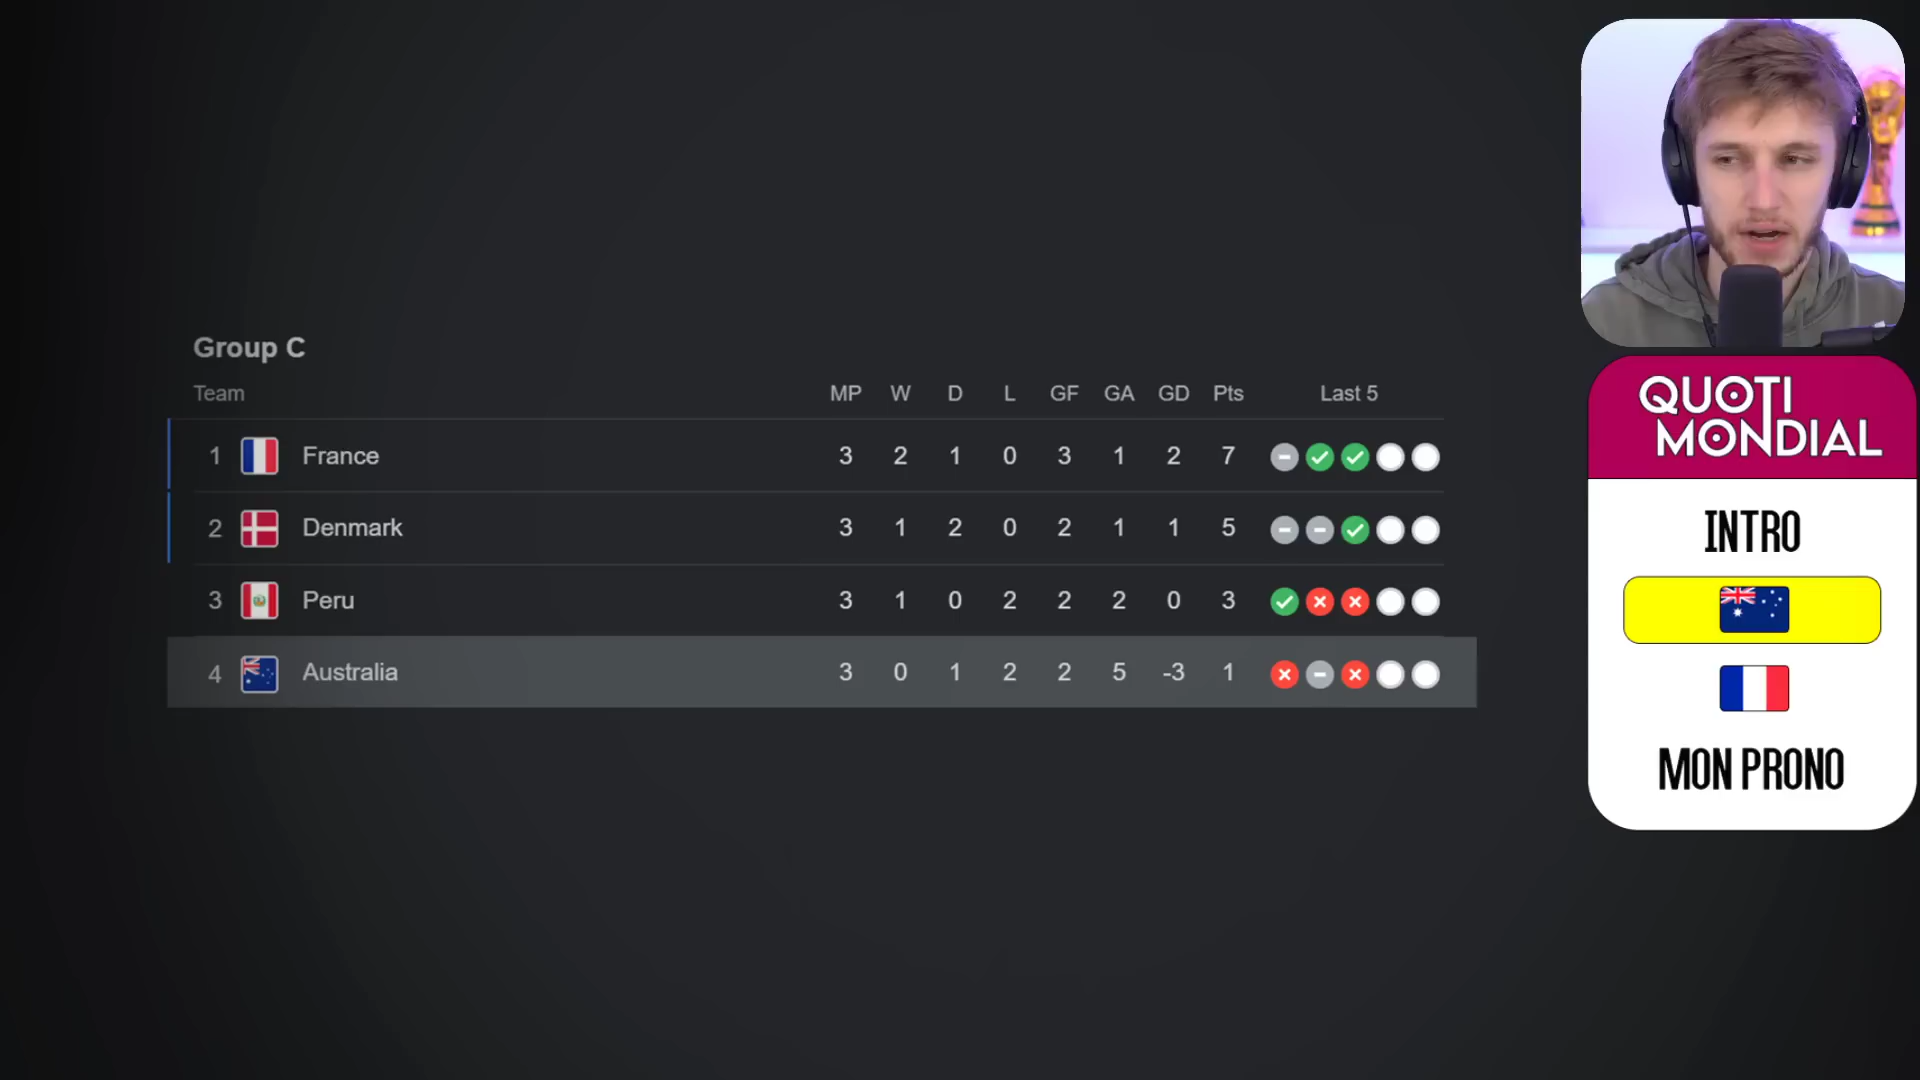 Group C
Team MP W D L GF GA GD Pts Last 5
1 France 3 2 1 0 3 1 2 7
2 Denmark 3 1 2 0 2 1 1 5
3 Peru 3 1 0 2 2 2 0 3
4 Australia 3 0 1 2 2 5 -3 1
QUOTI
MONDIAL
INTRO
MON PRONO